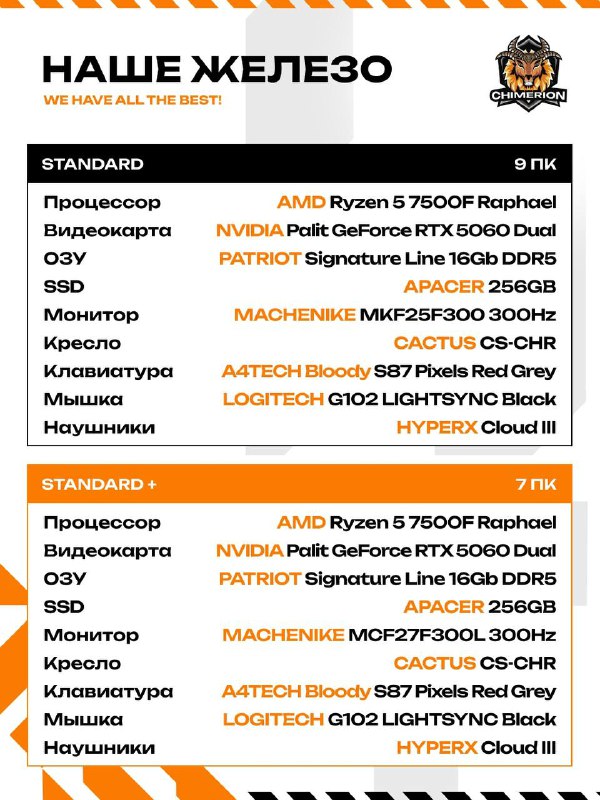 НАШЕ ЖЕЛЕЗО
WE HAVE ALL THE BEST!
CHIMERION
STANDARD 9 ПК
Процессор AMD Ryzen 5 7500F Raphael
Видеокарта NVIDIA Palit GeForce RTX 5060 Dual
ОЗУ PATRIOT Signature Line 16Gb DDR5
SSD APACER 256GB
Монитор MACHENIKE MKF25F300 300Hz
Кресло CACTUS CS-CHR
Клавиатура A4TECH Bloody S87 Pixels Red Grey
Мышка LOGITECH G102 LIGHTSYNC Black
Наушники HYPERX Cloud III
STANDARD + 7 ПК
Процессор AMD Ryzen 5 7500F Raphael
Видеокарта NVIDIA Palit GeForce RTX 5060 Dual
ОЗУ PATRIOT Signature Line 16Gb DDR5
SSD APACER 256GB
Монитор MACHENIKE MCF27F300L 300Hz
Кресло CACTUS CS-CHR
Клавиатура A4TECH Bloody S87 Pixels Red Grey
Мышка LOGITECH G102 LIGHTSYNC Black
Наушники HYPERX Cloud III